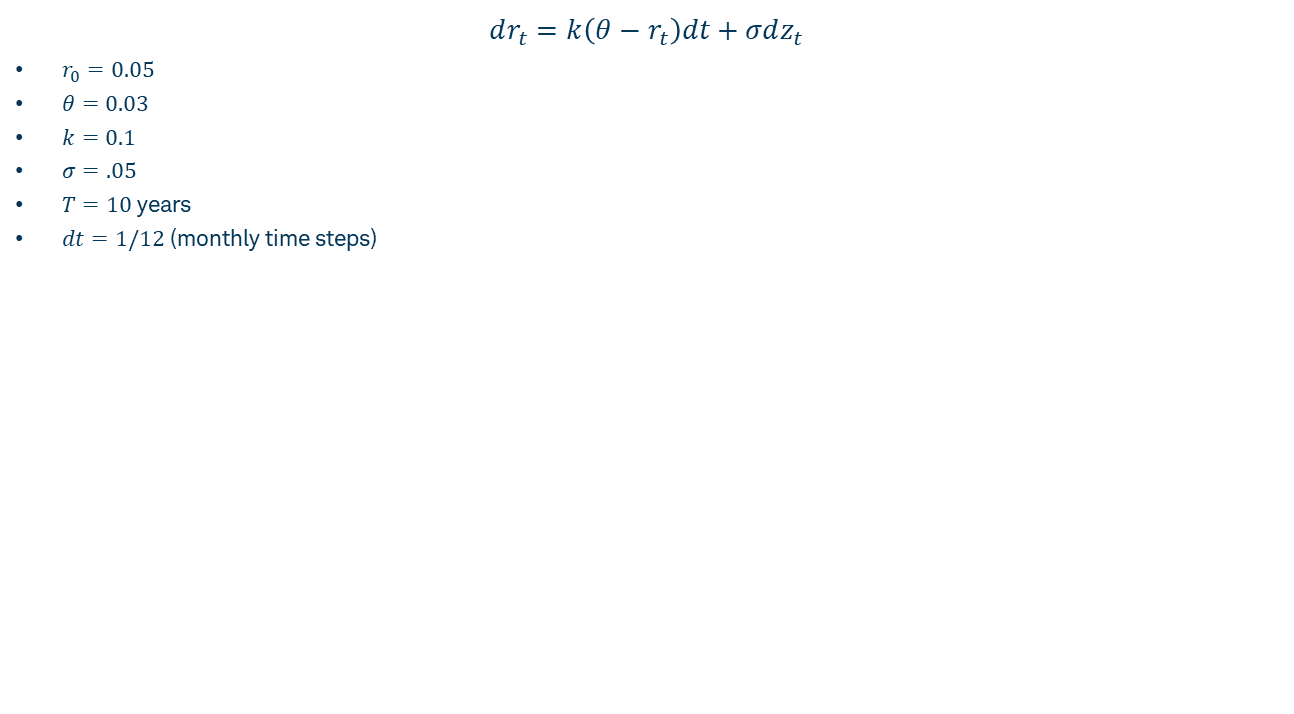 dr_t = k(θ − r_t)dt + σdz_t
• r_0 = 0.05
• θ = 0.03
• k = 0.1
• σ = .05
• T = 10 years
• dt = 1/12 (monthly time steps)